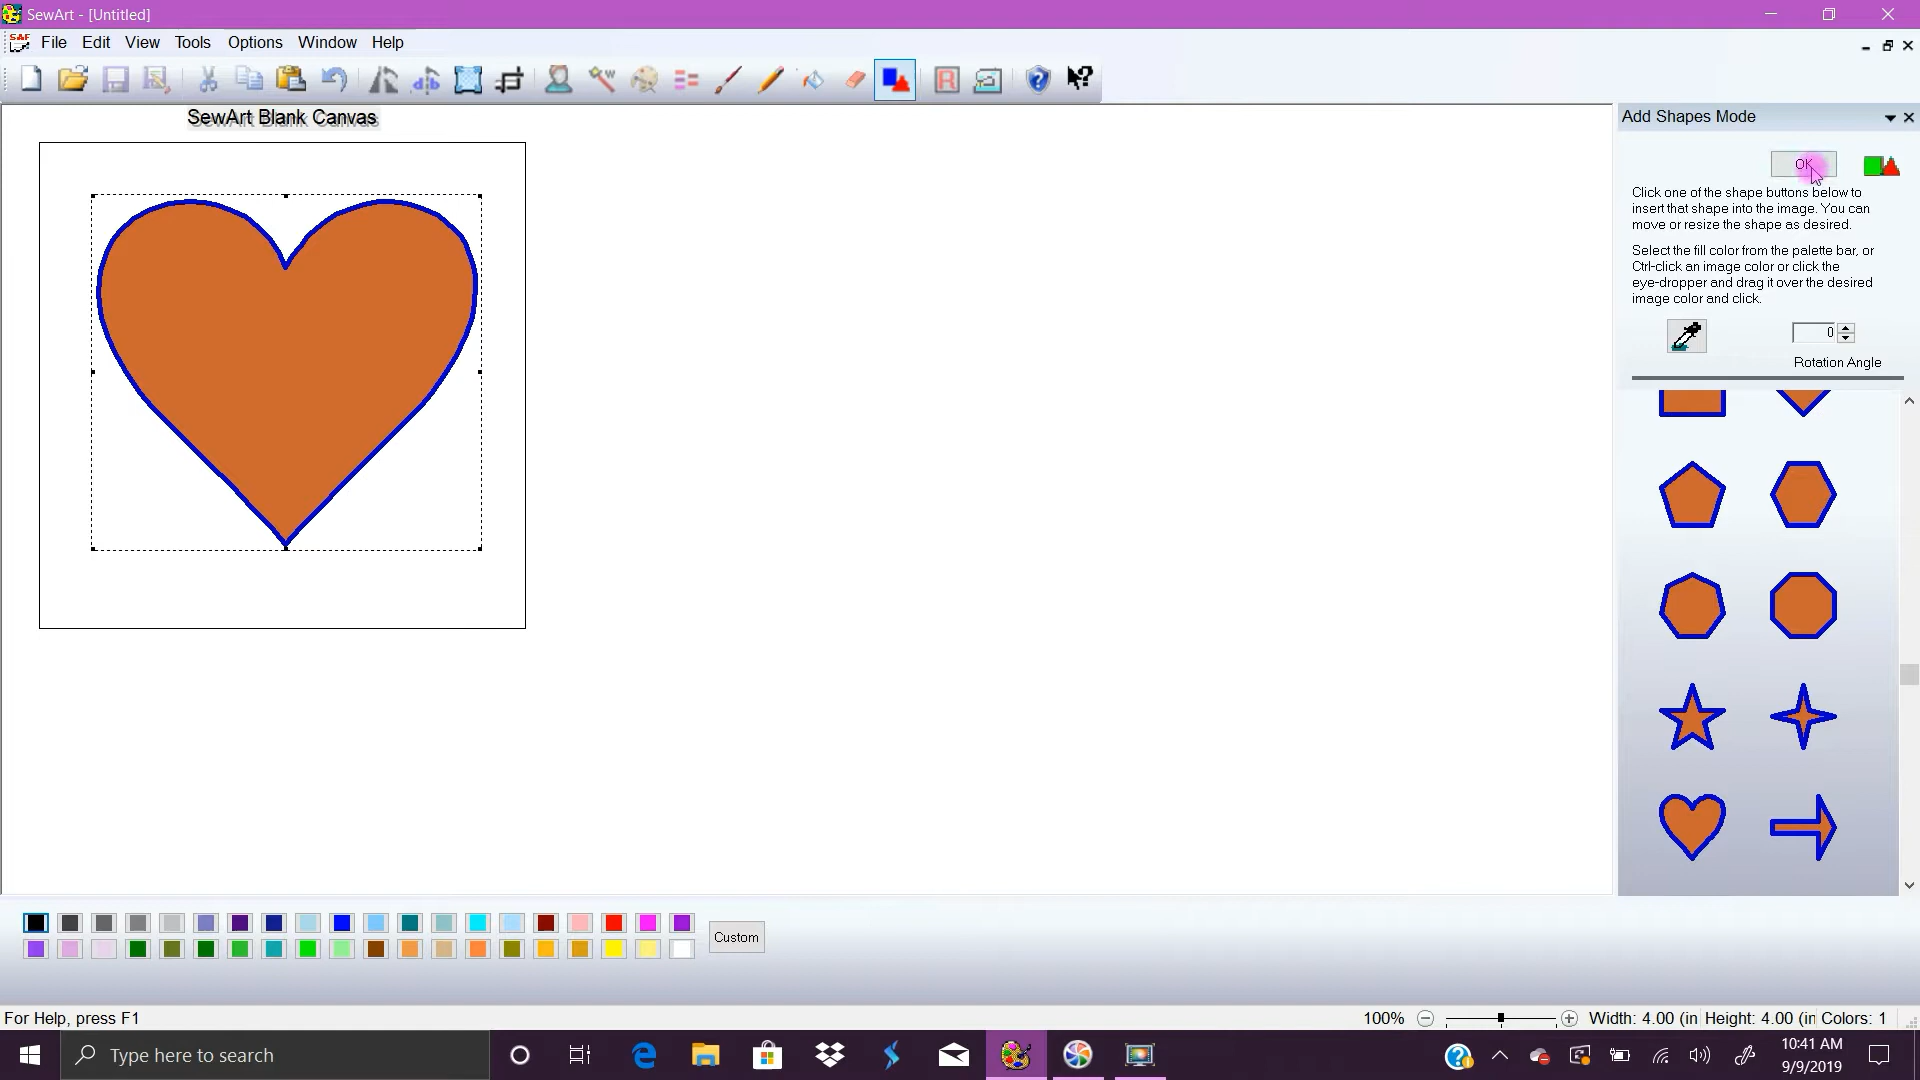 SewArt - [Untitled]
File Edit View Tools Options Window Help
SewArt Blank Canvas
Add Shapes Mode
OK
Click one of the shape buttons below to
insert that shape into the image. You can
move or resize the shape as desired.
Select the fill color from the palette bar, or
Ctrl-click an image color or click the
eye-dropper and drag it over the desired
image color and click.
0
Rotation Angle
Custom
For Help, press F1
100%
Width: 4.00 (in
Height: 4.00 (in
Colors: 1
Type here to search
10:41 AM
9/9/2019